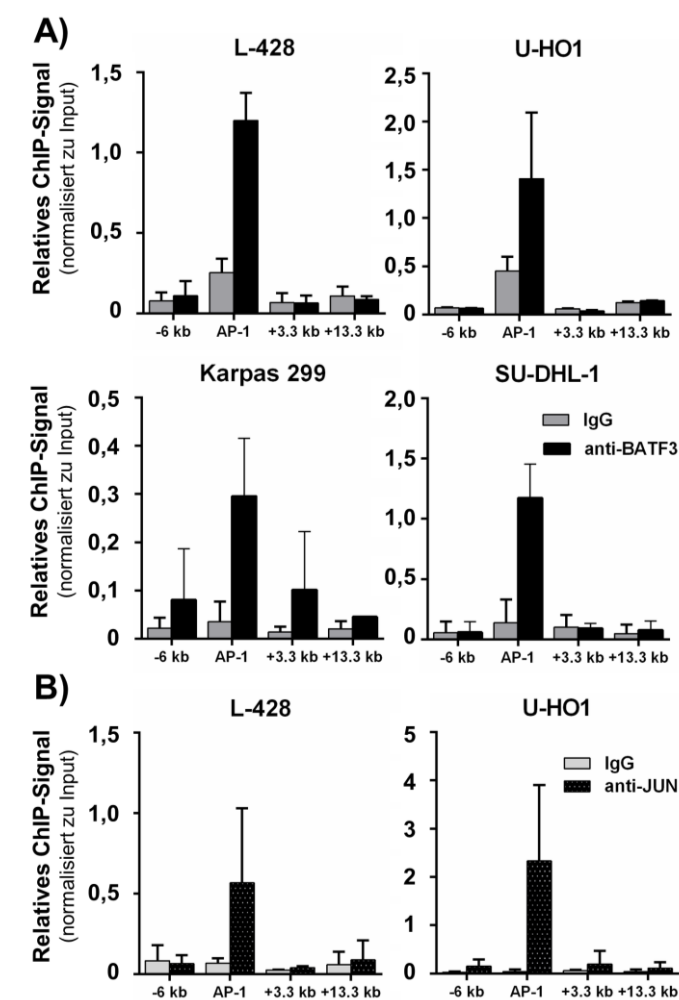 A)
L-428
U-HO1
Relatives ChIP-Signal
(normalisiert zu Input)
1,5
1,0
0,5
0
-6 kb AP-1 +3.3 kb +13.3 kb
2,5
2,0
1,5
1,0
0,5
0
-6 kb AP-1 +3.3 kb +13.3 kb
Karpas 299
SU-DHL-1
Relatives ChIP-Signal
(normalisiert zu Input)
0,5
0,4
0,3
0,2
0,1
0
-6 kb AP-1 +3.3 kb +13.3 kb
2,0
1,5
1,0
0,5
0
IgG
anti-BATF3
-6 kb AP-1 +3.3 kb +13.3 kb
B)
L-428
U-HO1
Relatives ChIP-Signal
(normalisiert zu Input)
1,5
1,0
0,5
0
-6 kb AP-1 +3.3 kb +13.3 kb
5
4
3
2
1
0
IgG
anti-JUN
-6 kb AP-1 +3.3 kb +13.3 kb